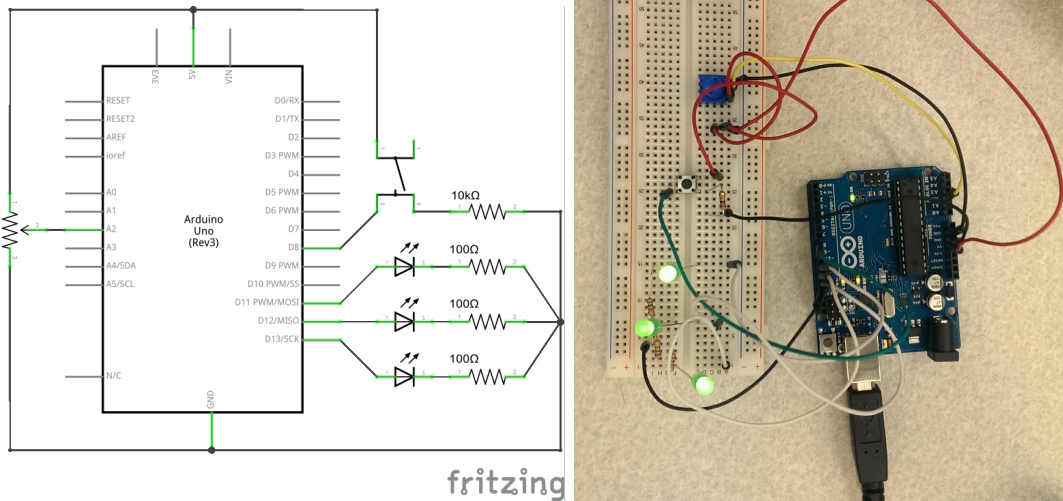 3V3
5V
VIN
RESET
RESET2
AREF
ioref
A0
A1
A2
A3
A4/SDA
A5/SCL
N/C
Arduino
Uno
(Rev3)
D0/RX
D1/TX
D2
D3 PWM
D4
D5 PWM
D6 PWM
D7
D8
D9 PWM
D10 PWM/SS
D11 PWM/MOSI
D12/MISO
D13/SCK
GND
10kΩ
100Ω
100Ω
100Ω
fritzing
UNO
ARDUINO